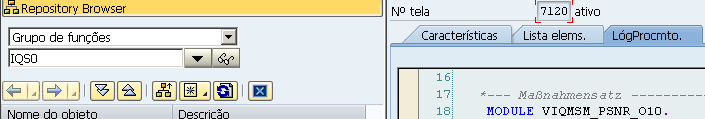 Repository Browser
Grupo de funções
IQS0
Nome do objeto Descrição
Nº tela 7120 ativo
Características Lista elems. LógProcmto.
16
17 *--- Maßnahmensatz ----------
18 MODULE VIQMSM_PSNR_O10.